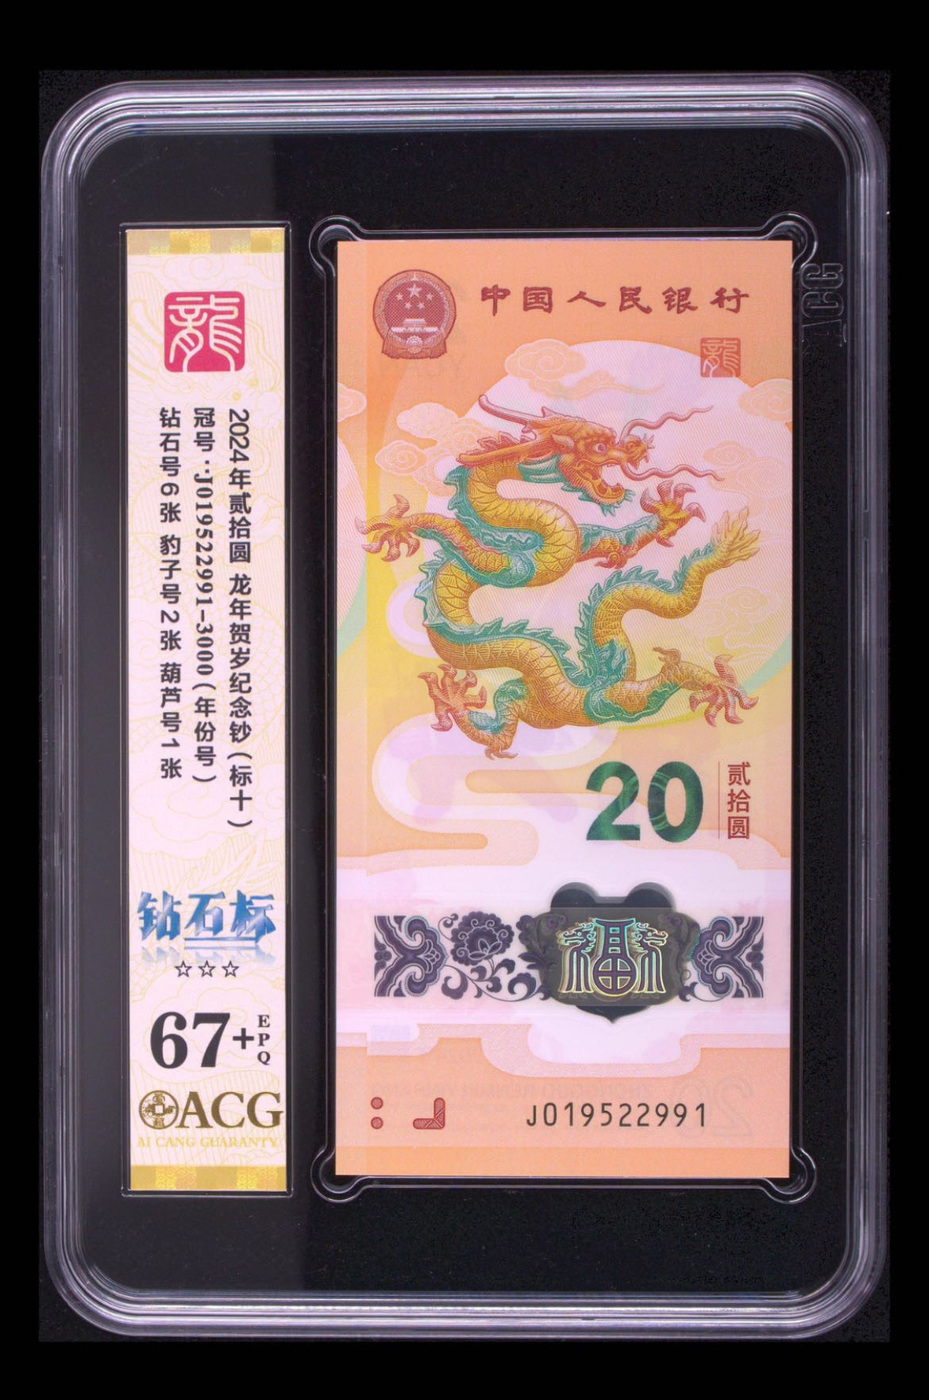 龍
2024年贰拾圆 龙年贺岁纪念钞(标十)
冠号:J019522991-3000(年份号)
钻石号6张 豹子号2张 葫芦号1张
钻石标
☆☆☆
67+EPQ
ACG
AI CANG GUARANTY
中国人民银行
龍
20
贰拾圆
福
J019522991
ACG